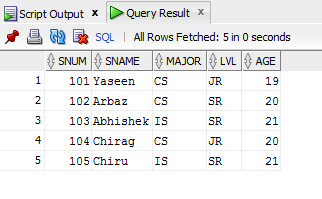 Script Output x Query Result x
SQL | All Rows Fetched: 5 in 0 seconds
SNUM SNAME MAJOR LVL AGE
1 101 Yaseen CS JR 19
2 102 Arbaz CS SR 20
3 103 Abhishek IS SR 21
4 104 Chirag CS JR 20
5 105 Chiru IS SR 21